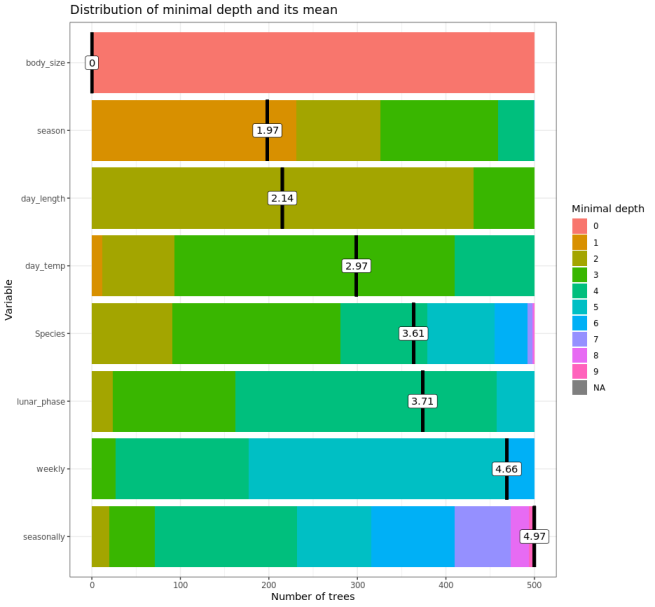 Distribution of minimal depth and its mean
body_size
0
season
1.97
day_length
2.14
day_temp
2.97
Species
3.61
lunar_phase
3.71
weekly
4.66
seasonally
4.97
0 100 200 300 400 500
Number of trees
Variable
Minimal depth
0
1
2
3
4
5
6
7
8
9
NA